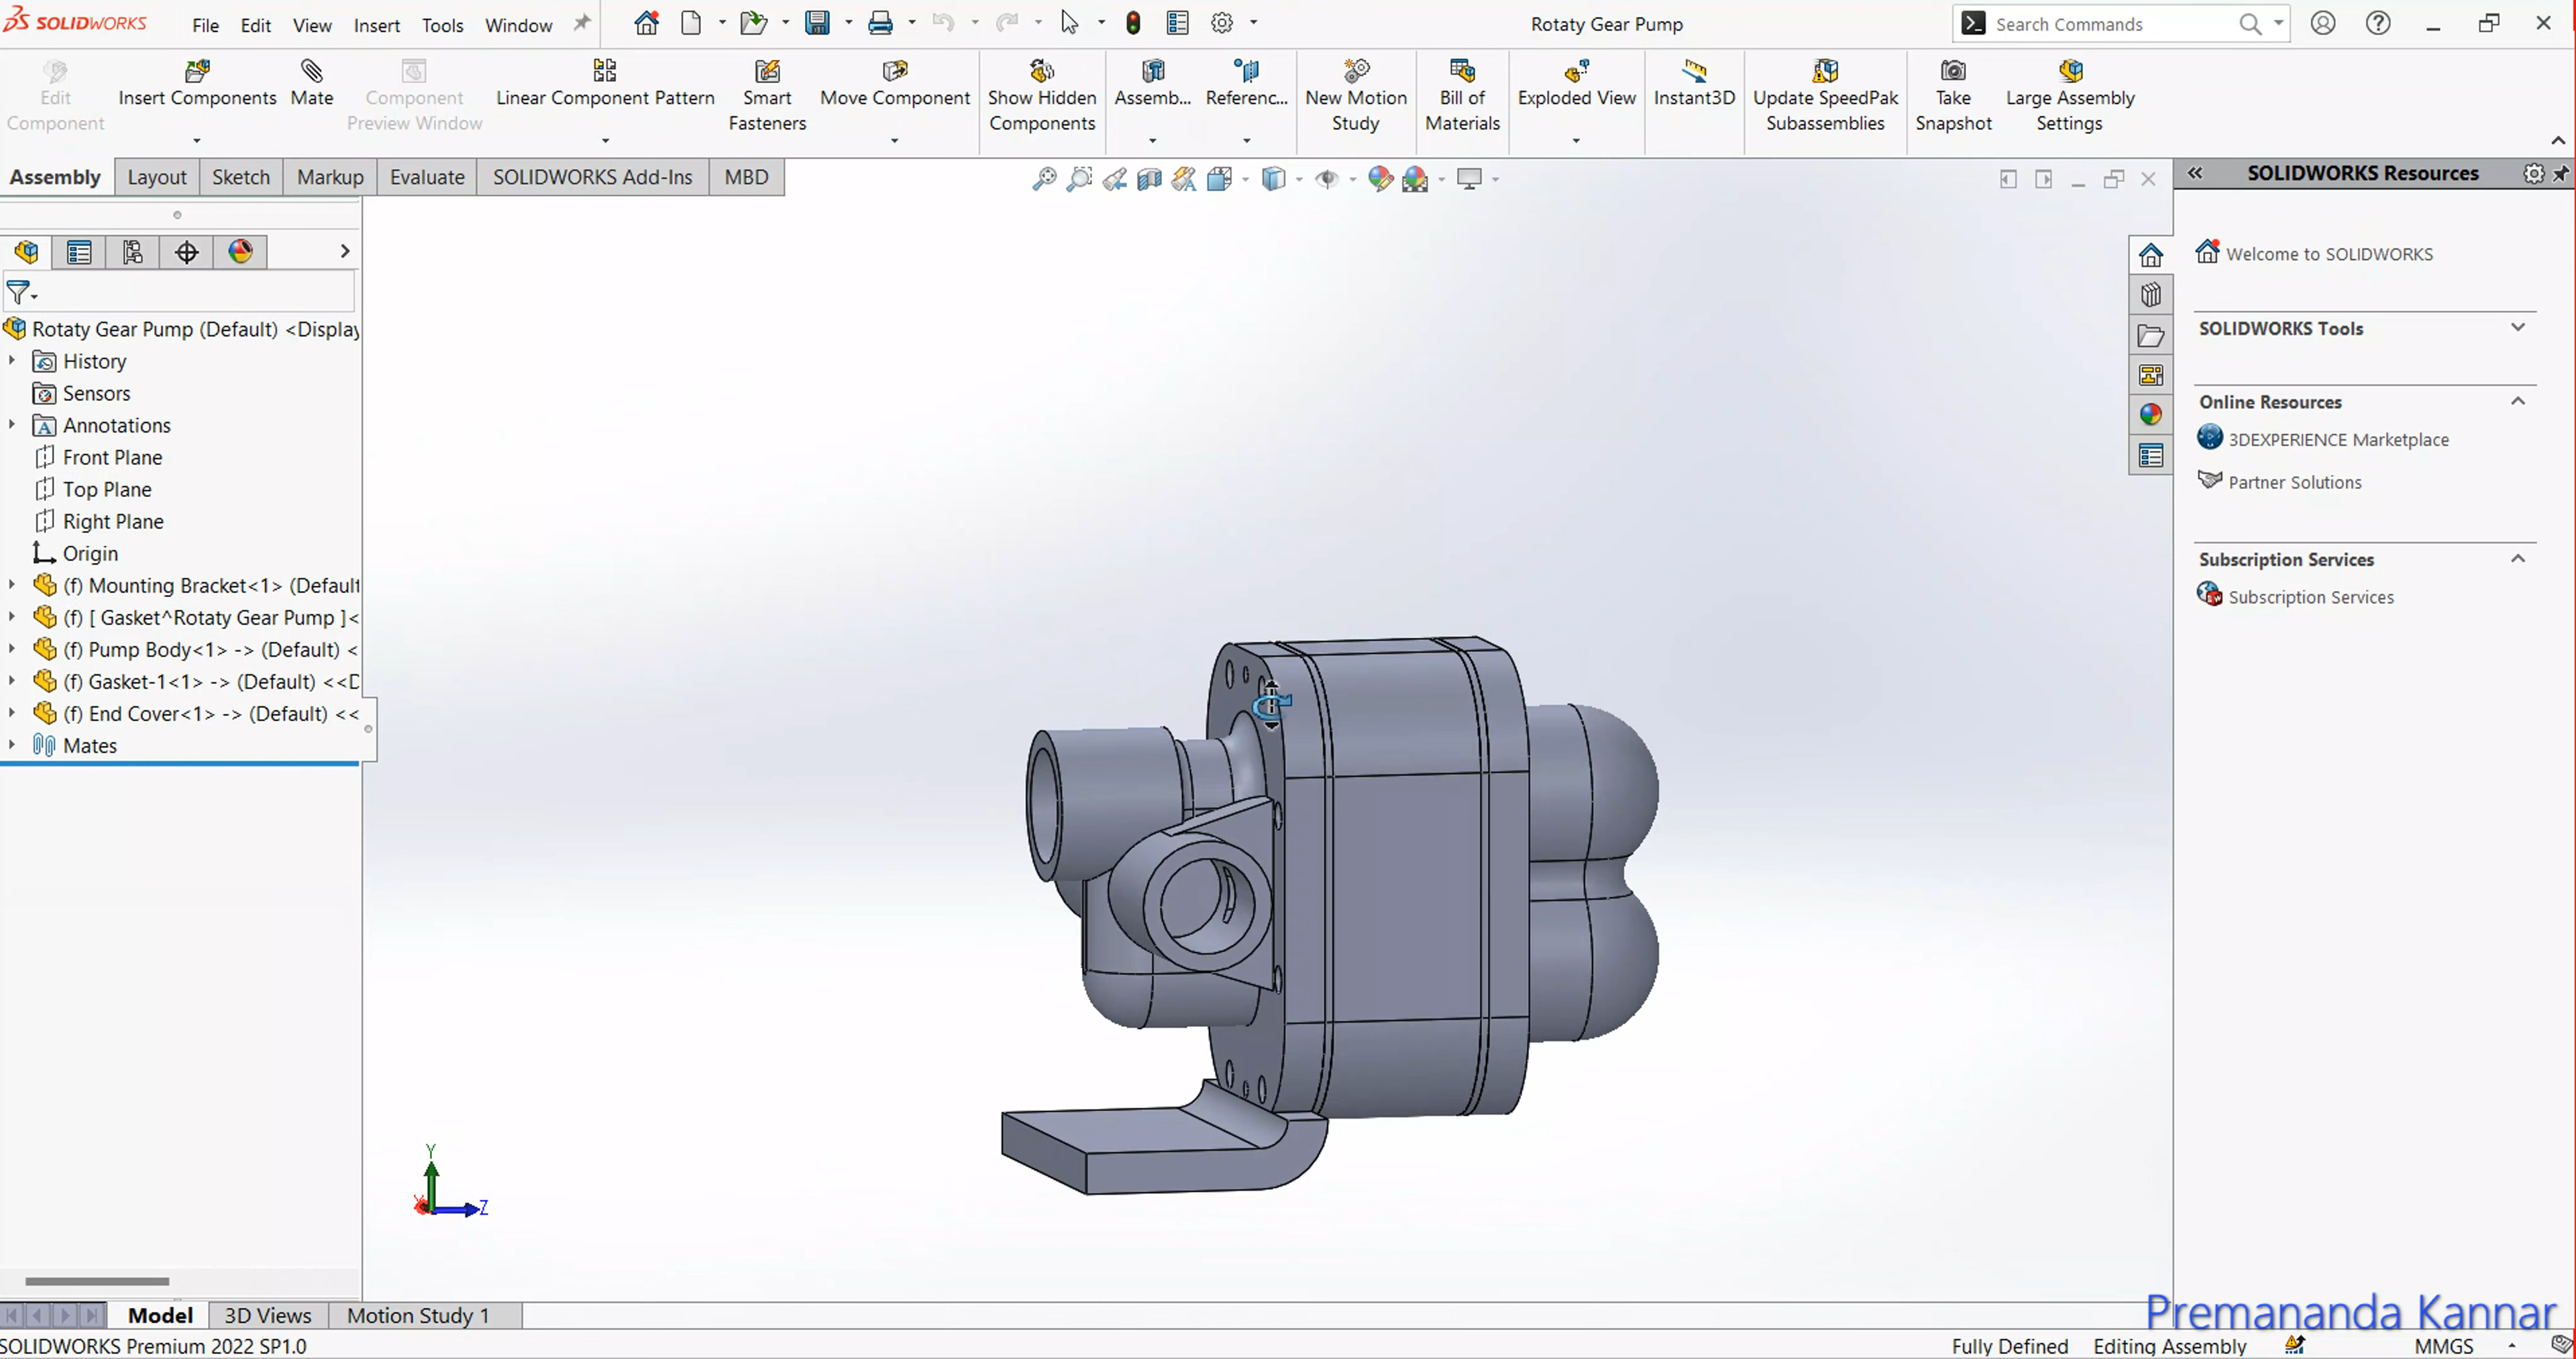 SOLIDWORKS File Edit View Insert Tools Window Rotaty Gear Pump Search Commands
Edit Component
Insert Components
Mate
Component Preview Window
Linear Component Pattern
Smart Fasteners
Move Component
Show Hidden Components
Assemb...
Referenc...
New Motion Study
Bill of Materials
Exploded View
Instant3D
Update SpeedPak Subassemblies
Take Snapshot
Large Assembly Settings
Assembly Layout Sketch Markup Evaluate SOLIDWORKS Add-Ins MBD
Rotaty Gear Pump (Default) <Display
History
Sensors
Annotations
Front Plane
Top Plane
Right Plane
Origin
(f) Mounting Bracket<1> (Default
(f) [ Gasket^Rotaty Gear Pump ]<
(f) Pump Body<1> -> (Default) <
(f) Gasket-1<1> -> (Default) <<D
(f) End Cover<1> -> (Default) <<
Mates
Y
Z
SOLIDWORKS Resources
Welcome to SOLIDWORKS
SOLIDWORKS Tools
Online Resources
3DEXPERIENCE Marketplace
Partner Solutions
Subscription Services
Subscription Services
Model 3D Views Motion Study 1
Premananda Kannar
SOLIDWORKS Premium 2022 SP1.0
Fully Defined Editing Assembly MMGS